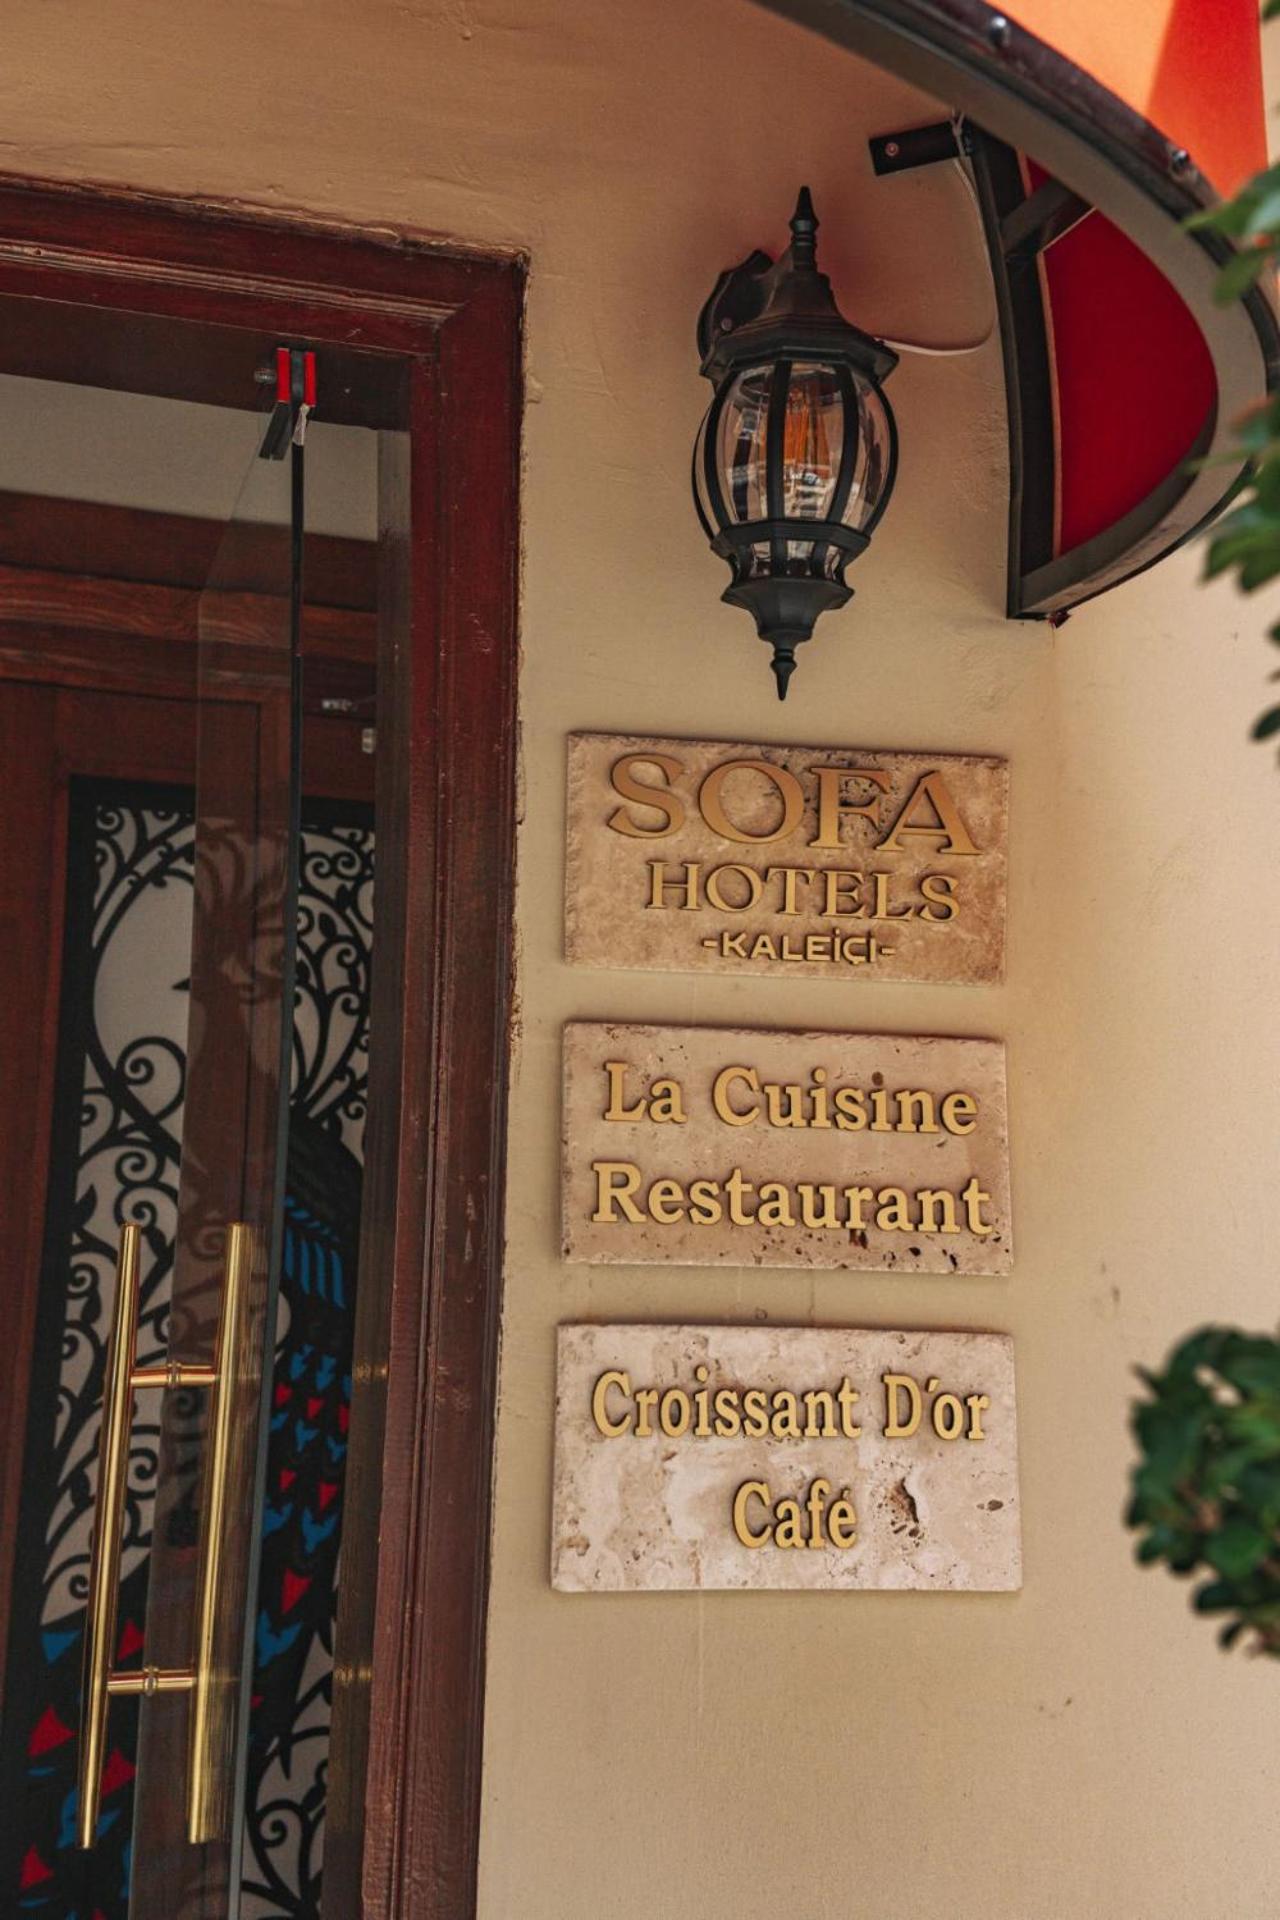 SOFA
HOTELS
-KALEİÇİ-
La Cuisine
Restaurant
Croissant D'or
Café